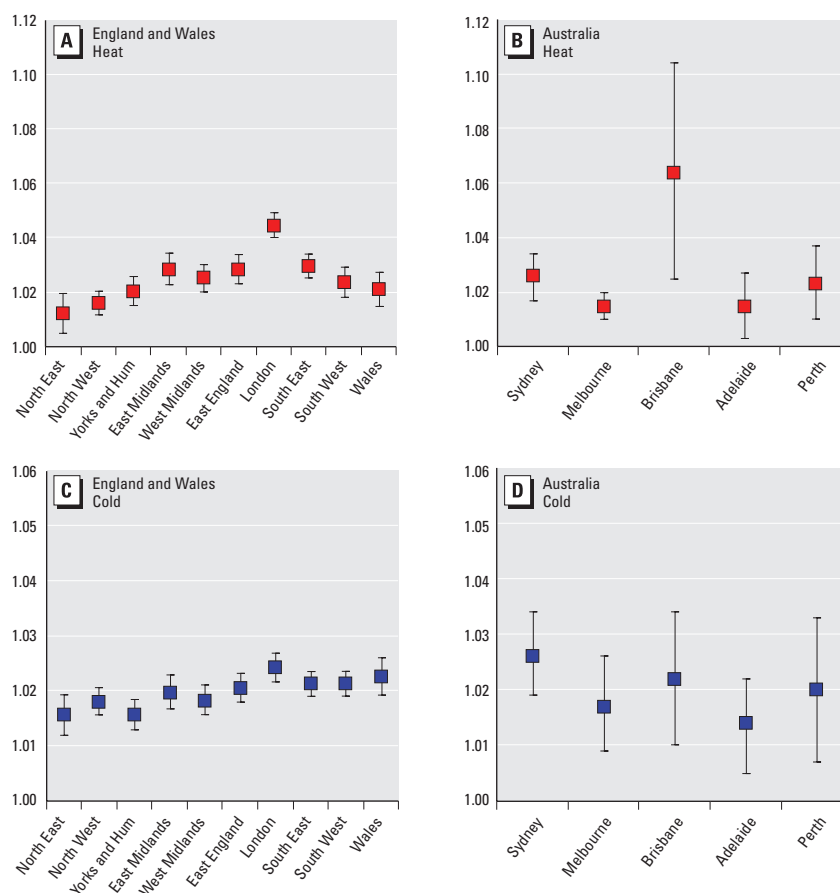 1.12
1.10
1.08
1.06
1.04
1.02
1.00
A
England and Wales
Heat
North East
North West
Yorks and Hum
East Midlands
West Midlands
East England
London
South East
South West
Wales
1.12
1.10
1.08
1.06
1.04
1.02
1.00
B
Australia
Heat
Sydney
Melbourne
Brisbane
Adelaide
Perth
1.06
1.05
1.04
1.03
1.02
1.01
1.00
C
England and Wales
Cold
North East
North West
Yorks and Hum
East Midlands
West Midlands
East England
London
South East
South West
Wales
1.06
1.05
1.04
1.03
1.02
1.01
1.00
D
Australia
Cold
Sydney
Melbourne
Brisbane
Adelaide
Perth